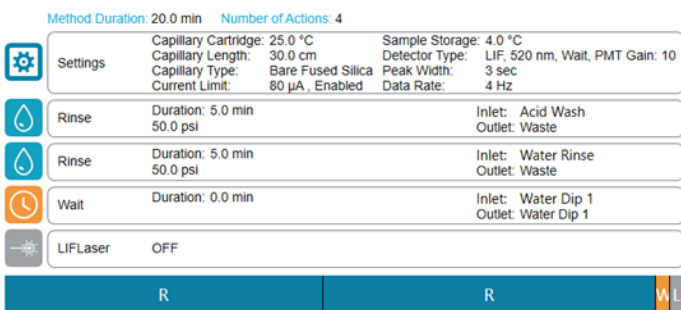 Method Duration: 20.0 min Number of Actions: 4
Settings
Capillary Cartridge: 25.0 °C Sample Storage: 4.0 °C
Capillary Length: 30.0 cm Detector Type: LIF, 520 nm, Wait, PMT Gain: 10
Capillary Type: Bare Fused Silica Peak Width: 3 sec
Current Limit: 80 µA , Enabled Data Rate: 4 Hz
Rinse
Duration: 5.0 min Inlet: Acid Wash
50.0 psi Outlet: Waste
Rinse
Duration: 5.0 min Inlet: Water Rinse
50.0 psi Outlet: Waste
Wait
Duration: 0.0 min Inlet: Water Dip 1
Outlet: Water Dip 1
LIFLaser OFF
R R W L